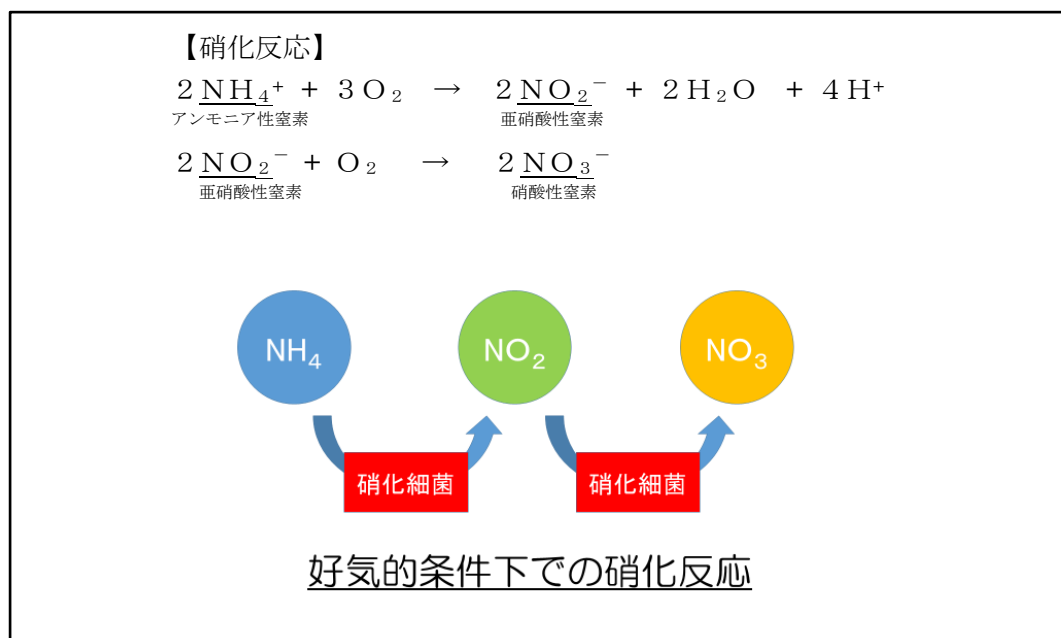 【硝化反応】
2NH₄⁺ + 3O₂ → 2NO₂⁻ + 2H₂O + 4H⁺
アンモニア性窒素 亜硝酸性窒素
2NO₂⁻ + O₂ → 2NO₃⁻
亜硝酸性窒素 硝酸性窒素
NH₄ NO₂ NO₃
硝化細菌 硝化細菌
好気的条件下での硝化反応